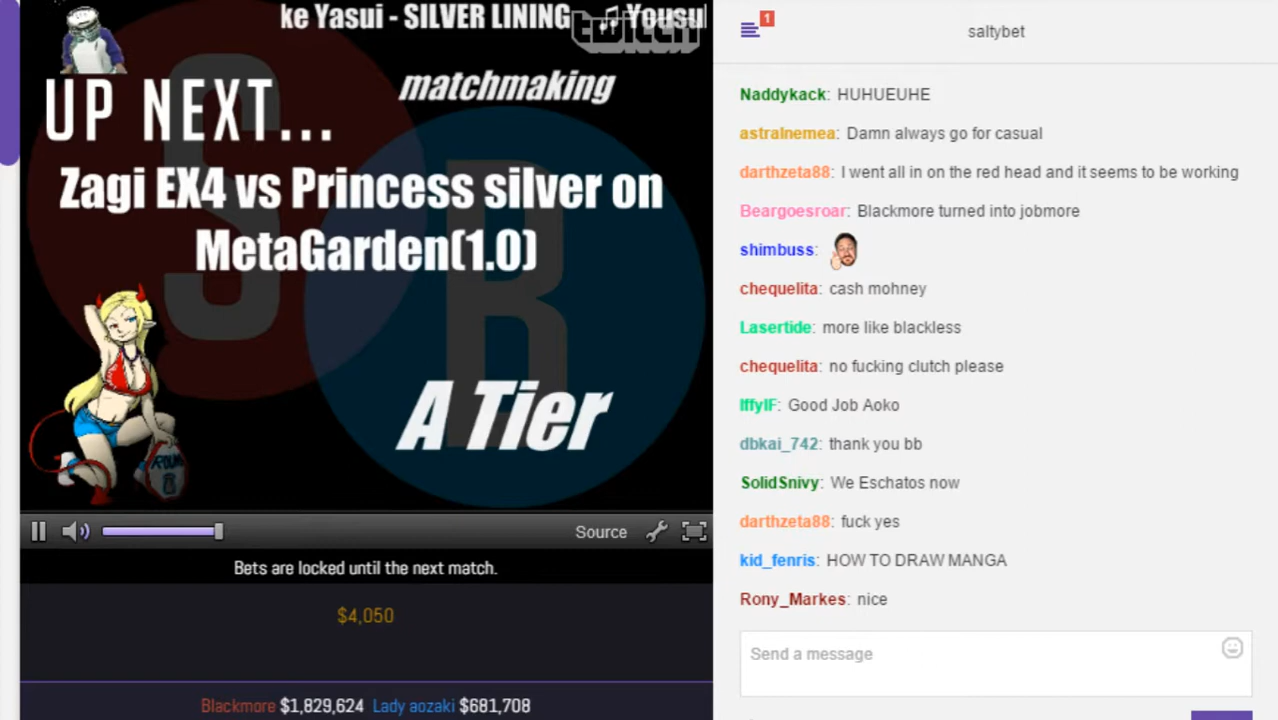 ke Yasui - SILVER LINING ♫ Yousu
twitch
matchmaking
UP NEXT...
Zagi EX4 vs Princess silver on
MetaGarden(1.0)
A Tier
Source
Bets are locked until the next match.
$4,050
Blackmore $1,829,624 Lady aozaki $681,708
1
saltybet
Naddykack: HUHUEUHE
astralnemea: Damn always go for casual
darthzeta88: I went all in on the red head and it seems to be working
Beargoesroar: Blackmore turned into jobmore
shimbuss:
chequelita: cash mohney
Lasertide: more like blackless
chequelita: no fucking clutch please
IffyIF: Good Job Aoko
dbkai_742: thank you bb
SolidSnivy: We Eschatos now
darthzeta88: fuck yes
kid_fenris: HOW TO DRAW MANGA
Rony_Markes: nice
Send a message